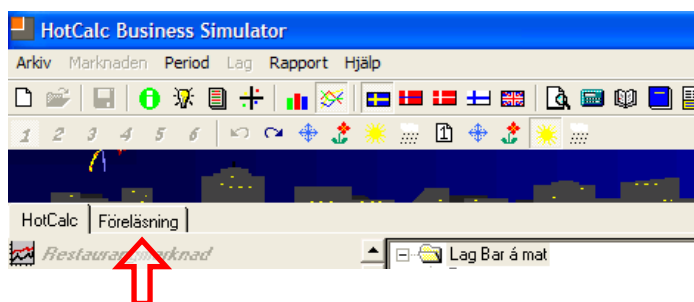 HotCalc Business Simulator
Arkiv Marknaden Period Lag Rapport Hjälp
1 2 3 4 5 6 1
HotCalc Föreläsning
Restaurangmarknad Lag Bar á mat